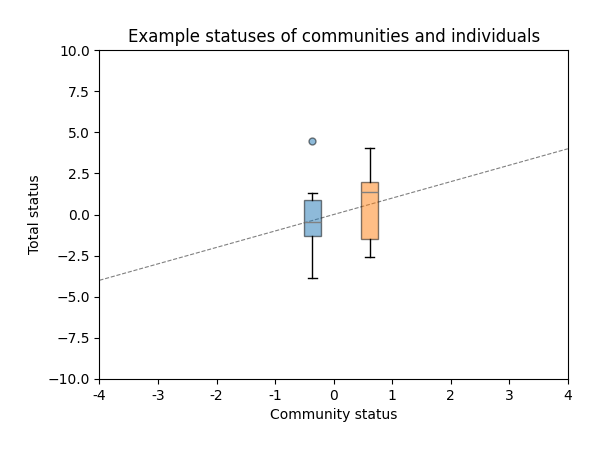 Example statuses of communities and individuals
10.0
7.5
5.0
2.5
0.0
−2.5
−5.0
−7.5
−10.0
Total status
-4 -3 -2 -1 0 1 2 3 4
Community status